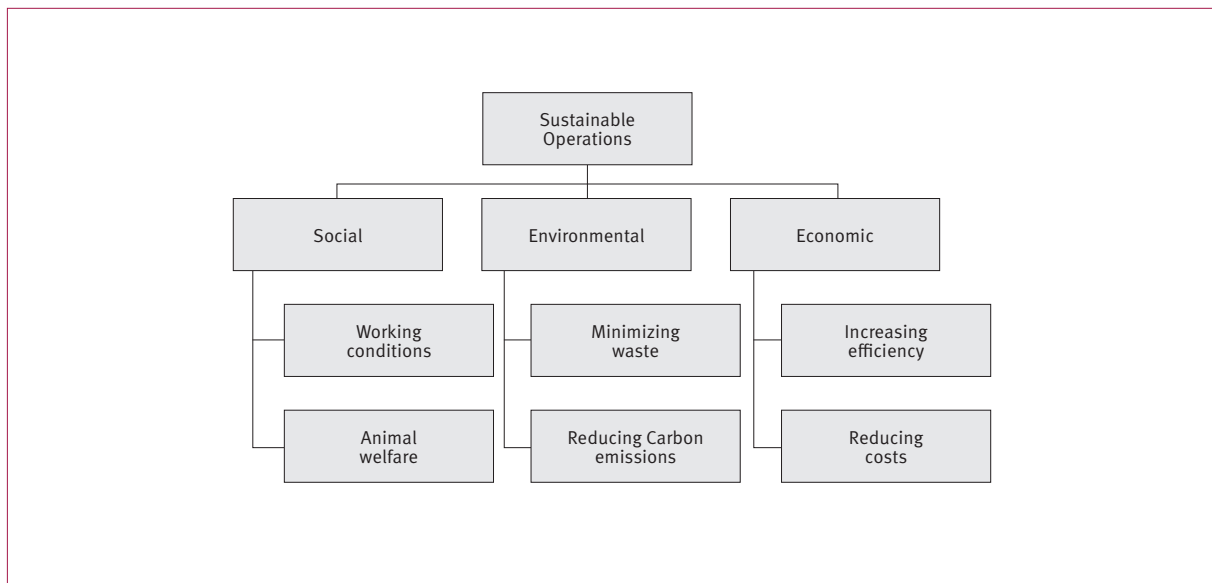 Sustainable
Operations
Social
Environmental
Economic
Working
conditions
Minimizing
waste
Increasing
efficiency
Animal
welfare
Reducing Carbon
emissions
Reducing
costs